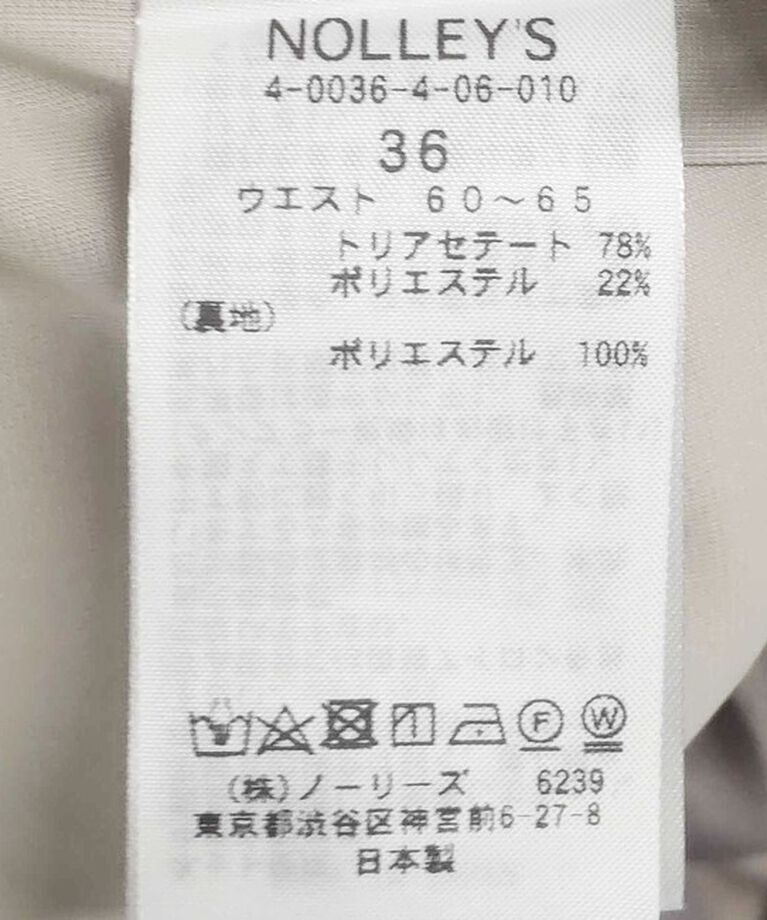 NOLLEY'S
4-0036-4-06-010
36
ウエスト 60～65
トリアセテート 78%
ポリエステル 22%
(裏地)
ポリエステル 100%
F W
(株)ノーリーズ 6239
東京都渋谷区神宮前6-27-8
日本製